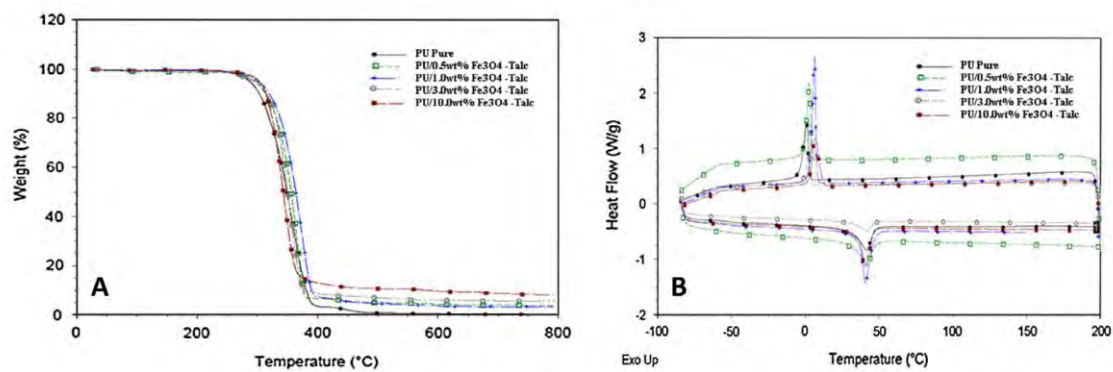 120
100
80
60
40
20
0
Weight (%)
PU Pure
PU/0.5wt% Fe3O4 -Talc
PU/1.0wt% Fe3O4 -Talc
PU/3.0wt% Fe3O4 -Talc
PU/10.0wt% Fe3O4 -Talc
A
0 200 400 600 800
Temperature (°C)
3
2
1
0
-1
-2
Heat Flow (W/g)
PU Pure
PU/0.5wt% Fe3O4 -Talc
PU/1.0wt% Fe3O4 -Talc
PU/3.0wt% Fe3O4 -Talc
PU/10.0wt% Fe3O4 -Talc
B
-100 -50 0 50 100 150 200
Exo Up
Temperature (°C)